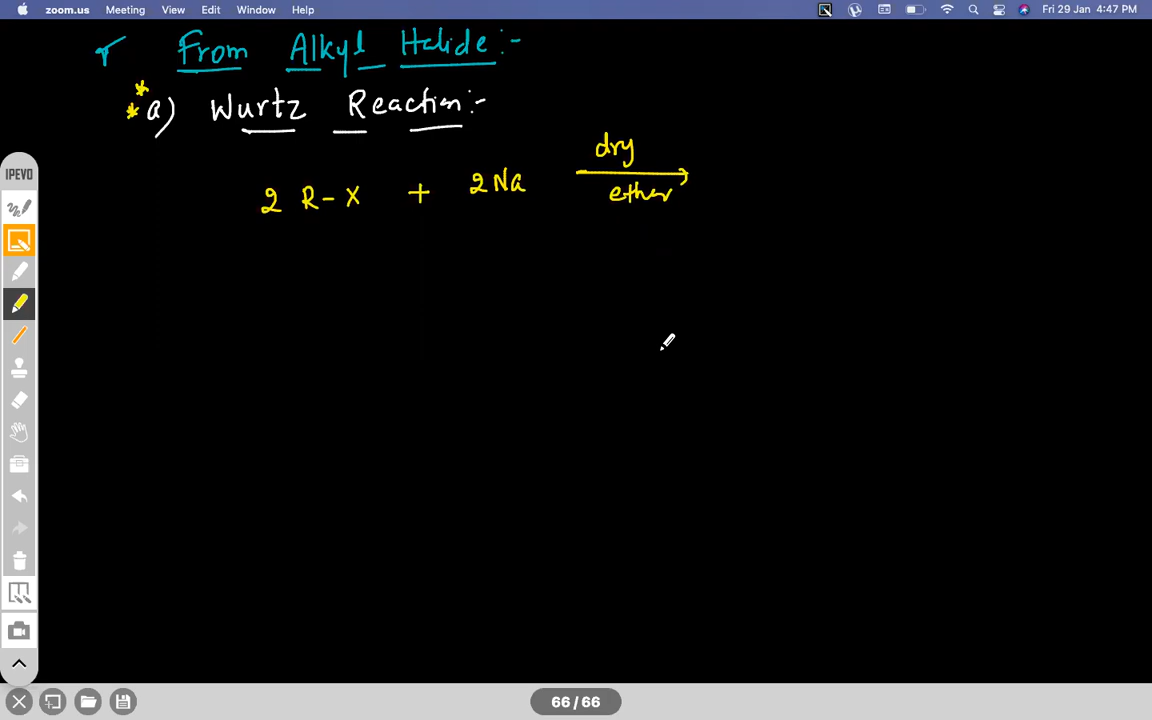 zoom.us Meeting View Edit Window Help Fri 29 Jan 4:47 PM
From Alkyl Halide:-
a) Wurtz Reaction:-
dry
2 R-X + 2Na
ether
IPEVO
66 / 66